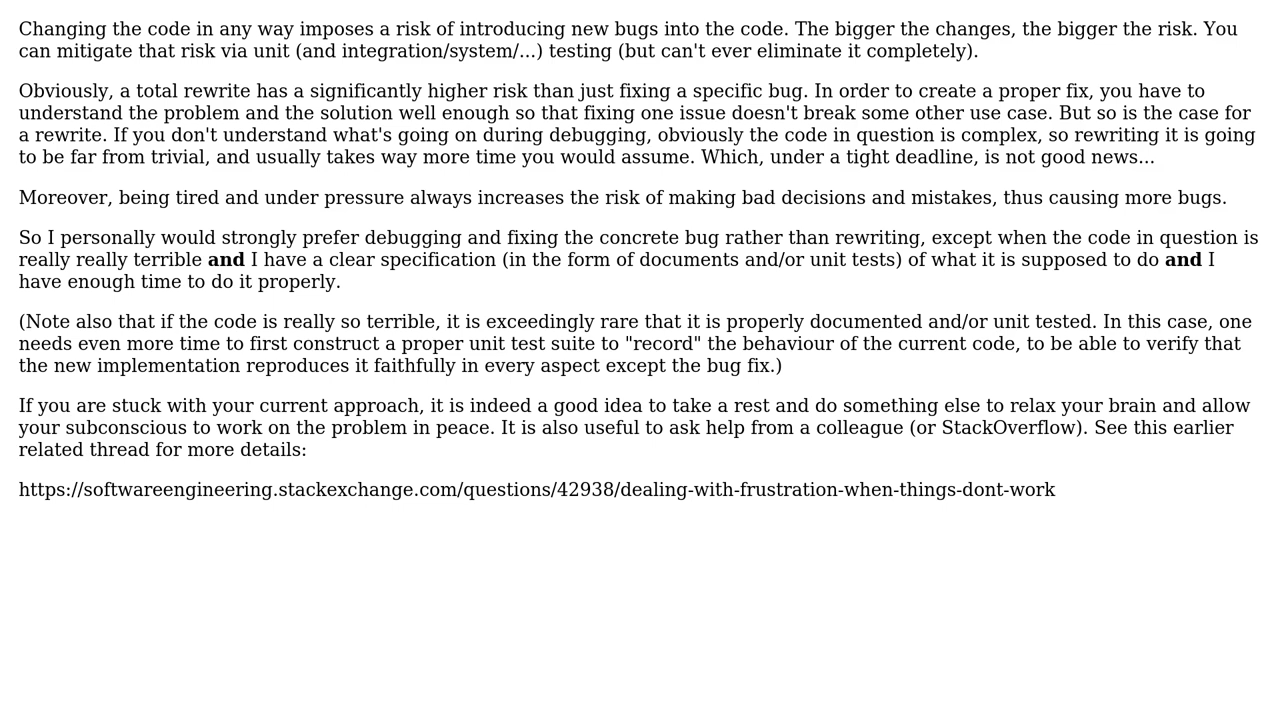 Changing the code in any way imposes a risk of introducing new bugs into the code. The bigger the changes, the bigger the risk. You
can mitigate that risk via unit (and integration/system/...) testing (but can't ever eliminate it completely).
Obviously, a total rewrite has a significantly higher risk than just fixing a specific bug. In order to create a proper fix, you have to
understand the problem and the solution well enough so that fixing one issue doesn't break some other use case. But so is the case for
a rewrite. If you don't understand what's going on during debugging, obviously the code in question is complex, so rewriting it is going
to be far from trivial, and usually takes way more time you would assume. Which, under a tight deadline, is not good news...
Moreover, being tired and under pressure always increases the risk of making bad decisions and mistakes, thus causing more bugs.
So I personally would strongly prefer debugging and fixing the concrete bug rather than rewriting, except when the code in question is
really really terrible and I have a clear specification (in the form of documents and/or unit tests) of what it is supposed to do and I
have enough time to do it properly.
(Note also that if the code is really so terrible, it is exceedingly rare that it is properly documented and/or unit tested. In this case, one
needs even more time to first construct a proper unit test suite to "record" the behaviour of the current code, to be able to verify that
the new implementation reproduces it faithfully in every aspect except the bug fix.)
If you are stuck with your current approach, it is indeed a good idea to take a rest and do something else to relax your brain and allow
your subconscious to work on the problem in peace. It is also useful to ask help from a colleague (or StackOverflow). See this earlier
related thread for more details:
https://softwareengineering.stackexchange.com/questions/42938/dealing-with-frustration-when-things-dont-work